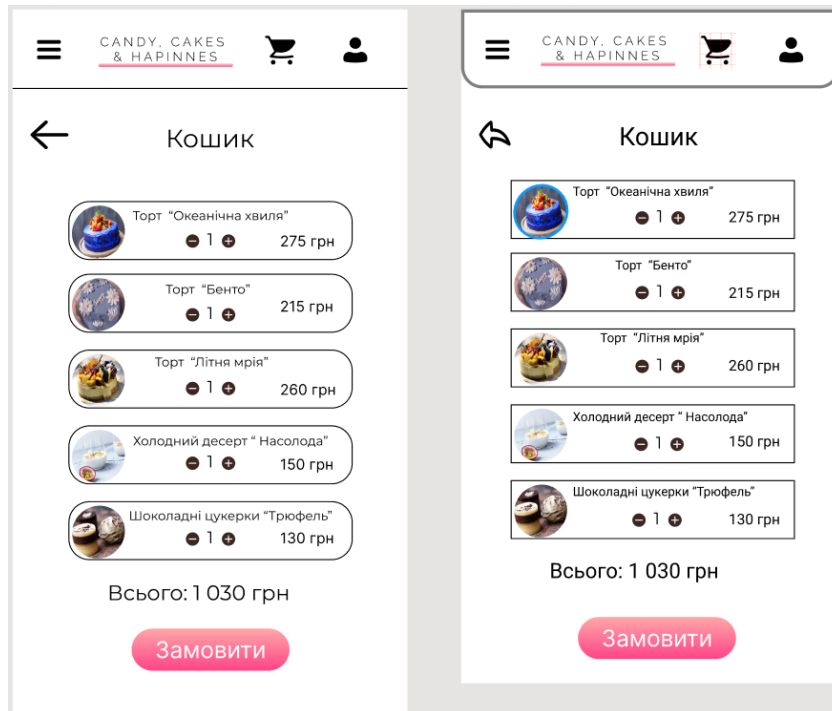 CANDY, CAKES
& HAPINNES
Кошик
Торт “Океанічна хвиля”
1
275 грн
Торт “Бенто”
1
215 грн
Торт “Літня мрія”
1
260 грн
Холодний десерт “ Насолода”
1
150 грн
Шоколадні цукерки “Трюфель”
1
130 грн
Всього: 1 030 грн
Замовити
CANDY, CAKES
& HAPINNES
Кошик
Торт “Океанічна хвиля”
1
275 грн
Торт “Бенто”
1
215 грн
Торт “Літня мрія”
1
260 грн
Холодний десерт “ Насолода”
1
150 грн
Шоколадні цукерки “Трюфель”
1
130 грн
Всього: 1 030 грн
Замовити